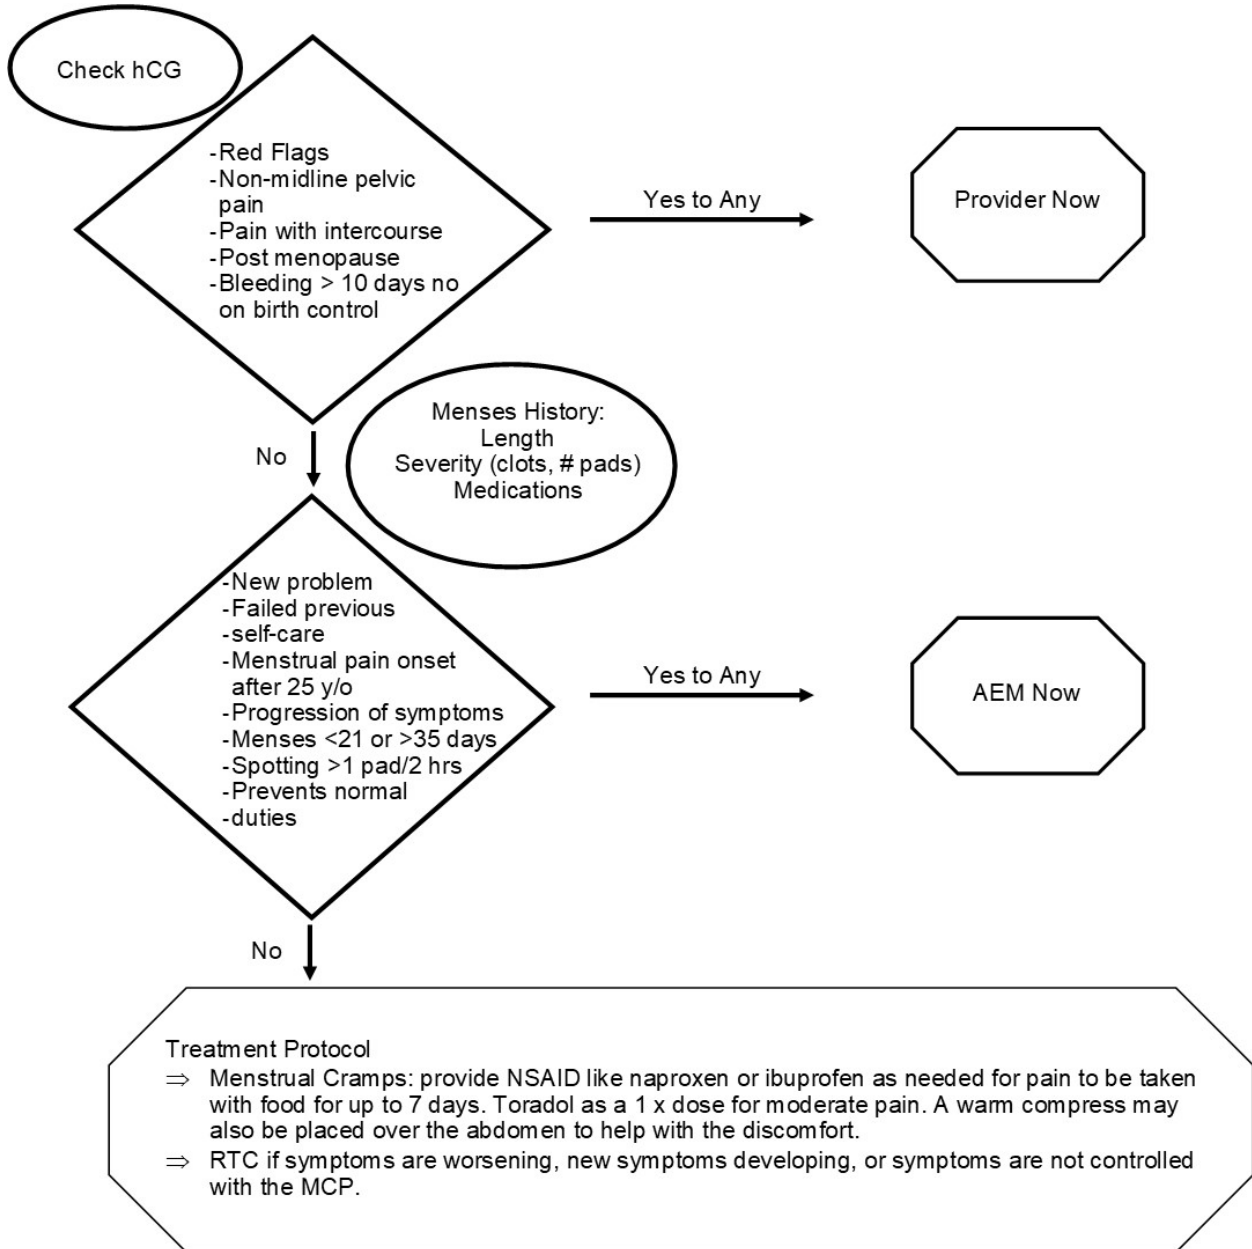 Check hCG
-Red Flags
-Non-midline pelvic
pain
-Pain with intercourse
-Post menopause
-Bleeding > 10 days no
on birth control
Yes to Any
Provider Now
No
Menses History:
Length
Severity (clots, # pads)
Medications
-New problem
-Failed previous
-self-care
-Menstrual pain onset
after 25 y/o
-Progression of symptoms
-Menses <21 or >35 days
-Spotting >1 pad/2 hrs
-Prevents normal
-duties
Yes to Any
AEM Now
No
Treatment Protocol
⇒ Menstrual Cramps: provide NSAID like naproxen or ibuprofen as needed for pain to be taken
with food for up to 7 days. Toradol as a 1 x dose for moderate pain. A warm compress may
also be placed over the abdomen to help with the discomfort.
⇒ RTC if symptoms are worsening, new symptoms developing, or symptoms are not controlled
with the MCP.